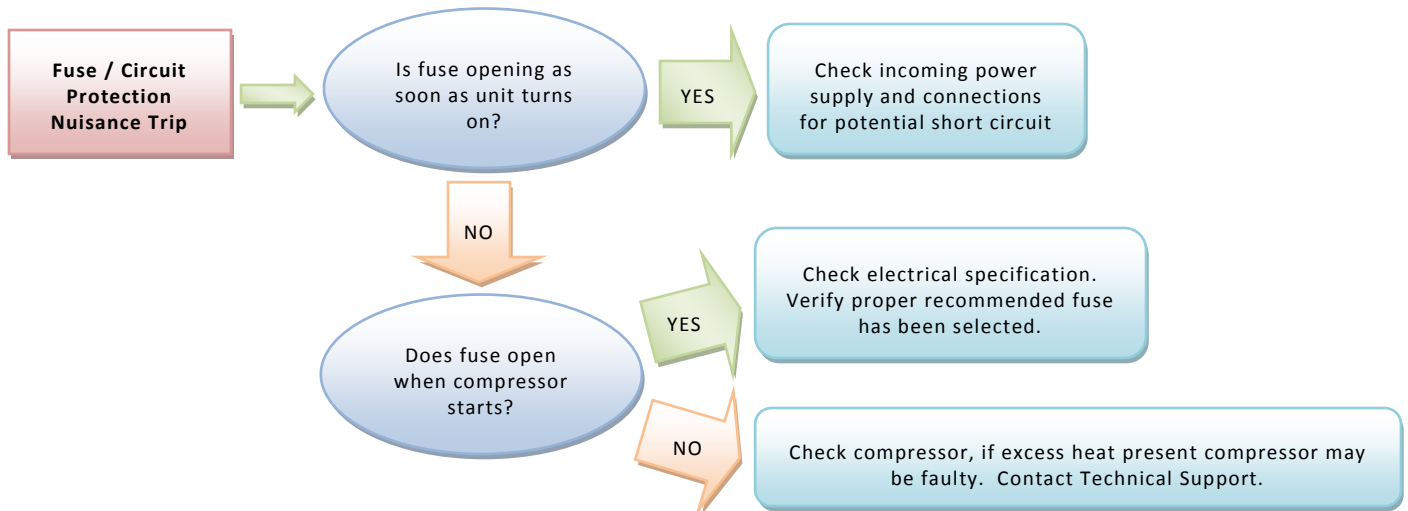 Fuse / Circuit
Protection
Nuisance Trip
Is fuse opening as
soon as unit turns
on?
YES
Check incoming power
supply and connections
for potential short circuit
NO
Does fuse open
when compressor
starts?
YES
Check electrical specification.
Verify proper recommended fuse
has been selected.
NO
Check compressor, if excess heat present compressor may
be faulty. Contact Technical Support.